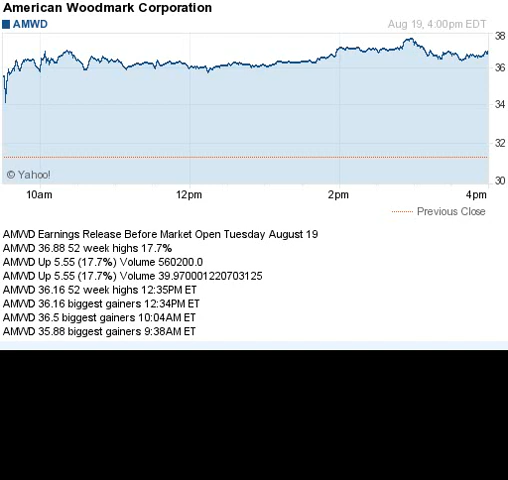 American Woodmark Corporation
AMWD Aug 19, 4:00pm EDT
38
36
34
32
30
© Yahoo!
10am 12pm 2pm 4pm
Previous Close
AMWD Earnings Release Before Market Open Tuesday August 19
AMWD 36.88 52 week highs 17.7%
AMWD Up 5.55 (17.7%) Volume 560200.0
AMWD Up 5.55 (17.7%) Volume 39.970001220703125
AMWD 36.16 52 week highs 12:35PM ET
AMWD 36.16 biggest gainers 12:34PM ET
AMWD 36.5 biggest gainers 10:04AM ET
AMWD 35.88 biggest gainers 9:38AM ET